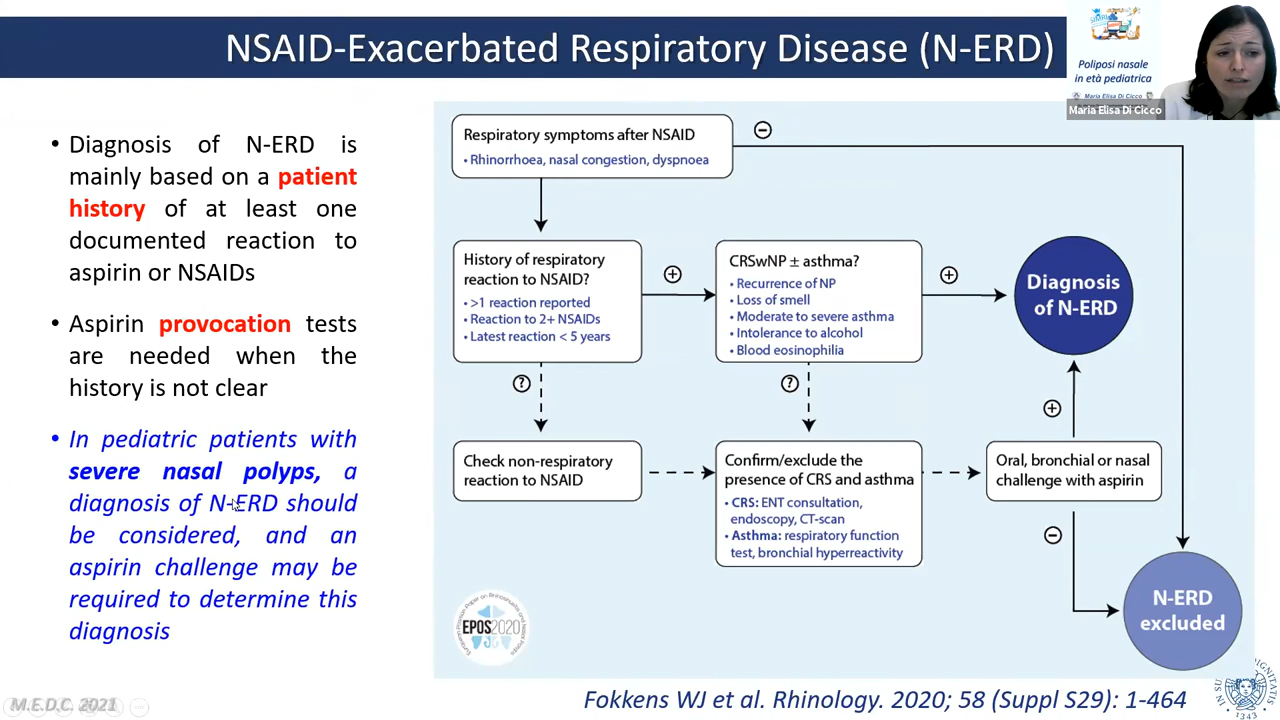 NSAID-Exacerbated Respiratory Disease (N-ERD)
Poliposi nasale
in età pediatrica
Maria Elisa Di Cicco
Maria Elisa Di Cicco
• Diagnosis of N-ERD is
mainly based on a patient
history of at least one
documented reaction to
aspirin or NSAIDs
• Aspirin provocation tests
are needed when the
history is not clear
• In pediatric patients with
severe nasal polyps, a
diagnosis of N-ERD should
be considered, and an
aspirin challenge may be
required to determine this
diagnosis
Respiratory symptoms after NSAID
• Rhinorrhoea, nasal congestion, dyspnoea
−
History of respiratory
reaction to NSAID?
• >1 reaction reported
• Reaction to 2+ NSAIDs
• Latest reaction < 5 years
+
CRSwNP ± asthma?
• Recurrence of NP
• Loss of smell
• Moderate to severe asthma
• Intolerance to alcohol
• Blood eosinophilia
+
Diagnosis
of N-ERD
?
?
+
Check non-respiratory
reaction to NSAID
Confirm/exclude the
presence of CRS and asthma
• CRS: ENT consultation,
endoscopy, CT-scan
• Asthma: respiratory function
test, bronchial hyperreactivity
Oral, bronchial or nasal
challenge with aspirin
−
N-ERD
excluded
EPOS2020
M.E.D.C. 2021
Fokkens WJ et al. Rhinology. 2020; 58 (Suppl S29): 1-464
1343